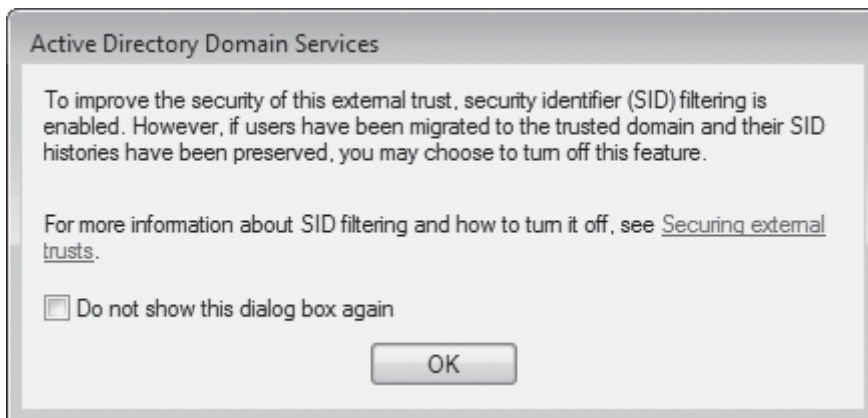 Active Directory Domain Services
To improve the security of this external trust, security identifier (SID) filtering is
enabled. However, if users have been migrated to the trusted domain and their SID
histories have been preserved, you may choose to turn off this feature.
For more information about SID filtering and how to turn it off, see Securing external
trusts.
Do not show this dialog box again
OK